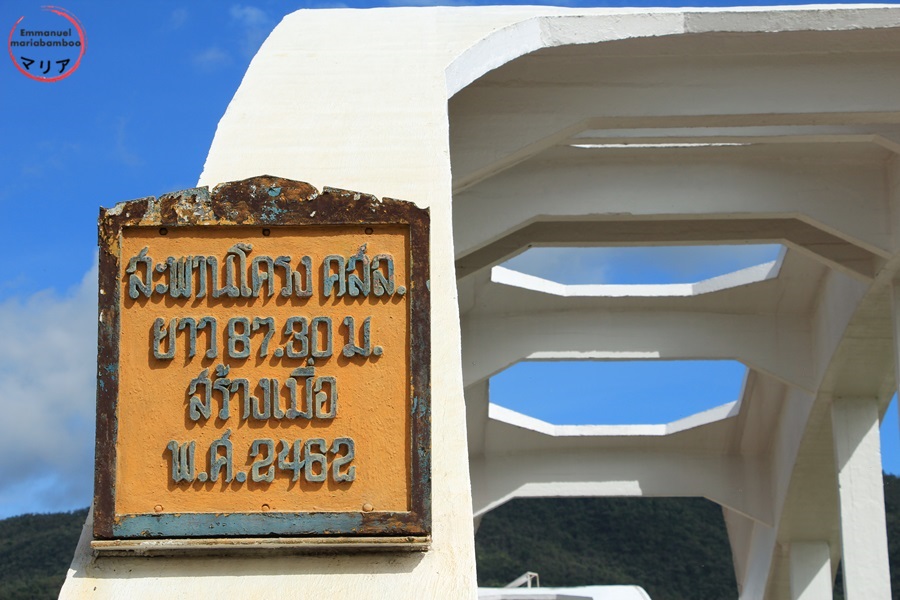 Emmanuel
mariabamboo
マリア
สะพานโครง คสล.
ยาว 87.30 ม.
สร้างเมื่อ
พ.ศ.2462